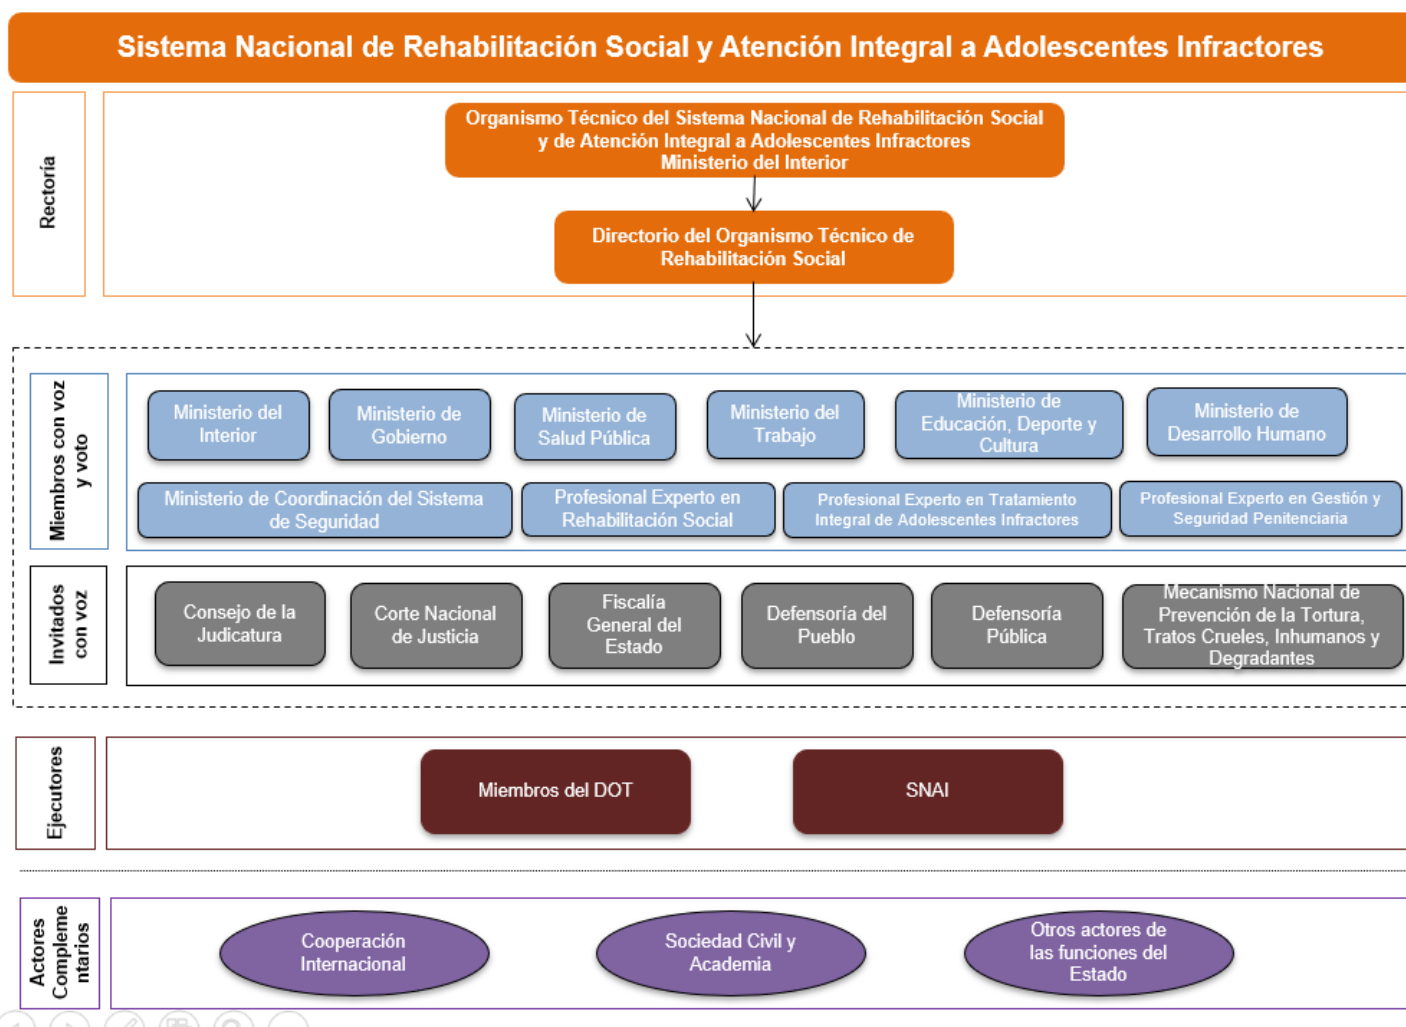 Sistema Nacional de Rehabilitación Social y Atención Integral a Adolescentes Infractores
Rectoría
Organismo Técnico del Sistema Nacional de Rehabilitación Social
y de Atención Integral a Adolescentes Infractores
Ministerio del Interior
Directorio del Organismo Técnico de
Rehabilitación Social
Miembros con voz
y voto
Ministerio del
Interior
Ministerio de
Gobierno
Ministerio de
Salud Pública
Ministerio del
Trabajo
Ministerio de
Educación, Deporte y
Cultura
Ministerio de
Desarrollo Humano
Ministerio de Coordinación del Sistema
de Seguridad
Profesional Experto en
Rehabilitación Social
Profesional Experto en Tratamiento
Integral de Adolescentes Infractores
Profesional Experto en Gestión y
Seguridad Penitenciaria
Invitados
con voz
Consejo de la
Judicatura
Corte Nacional
de Justicia
Fiscalía
General del
Estado
Defensoría del
Pueblo
Defensoría
Pública
Mecanismo Nacional de
Prevención de la Tortura,
Tratos Crueles, Inhumanos y
Degradantes
Ejecutores
Miembros del DOT
SNAI
Actores
Compleme
ntarios
Cooperación
Internacional
Sociedad Civil y
Academia
Otros actores de
las funciones del
Estado